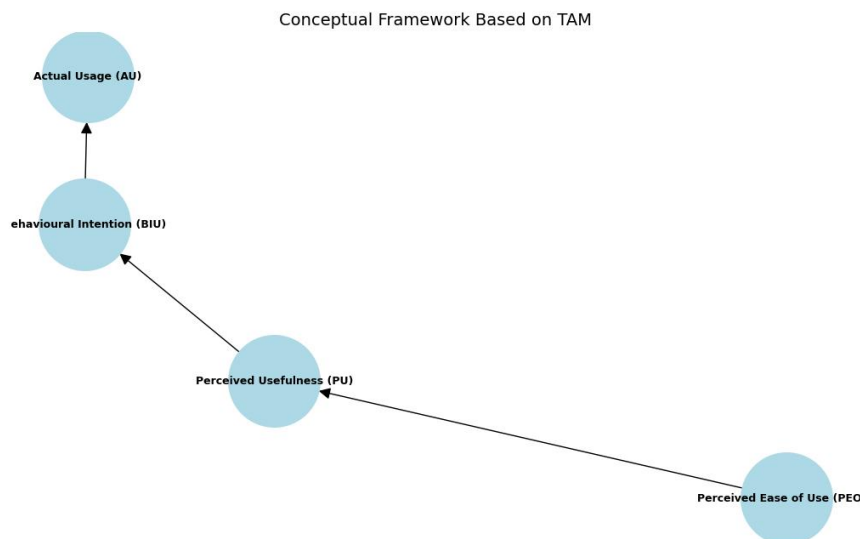 Conceptual Framework Based on TAM
Actual Usage (AU)
ehavioural Intention (BIU)
Perceived Usefulness (PU)
Perceived Ease of Use (PEO